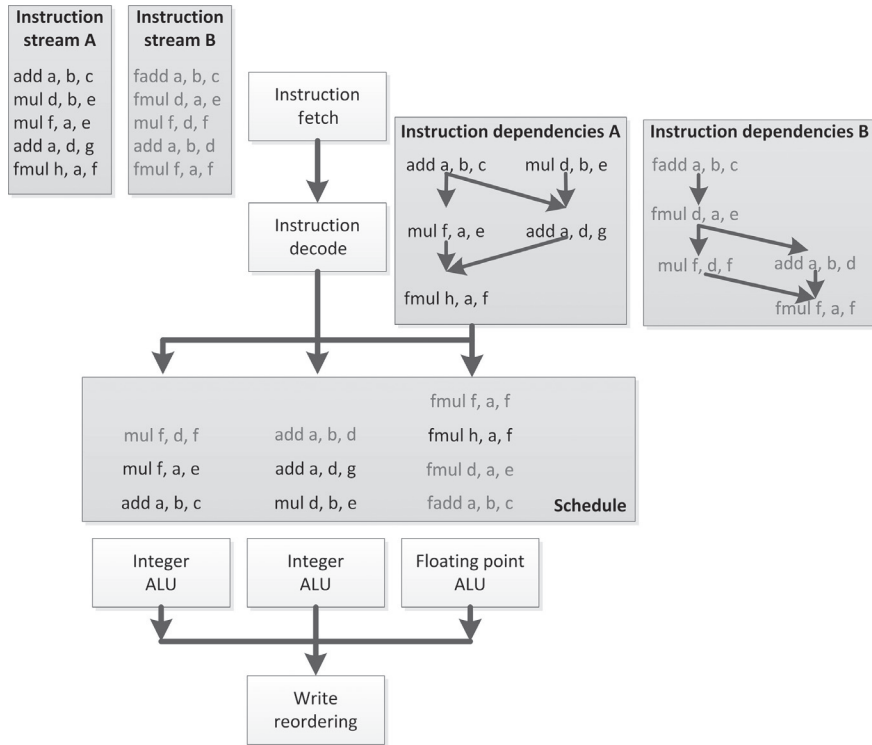 Instruction
stream A
add a, b, c
mul d, b, e
mul f, a, e
add a, d, g
fmul h, a, f
Instruction
stream B
fadd a, b, c
fmul d, a, e
mul f, d, f
add a, b, d
fmul f, a, f
Instruction
fetch
Instruction
decode
Instruction dependencies A
add a, b, c
mul d, b, e
mul f, a, e
add a, d, g
fmul h, a, f
Instruction dependencies B
fadd a, b, c
fmul d, a, e
mul f, d, f
add a, b, d
fmul f, a, f
fmul f, a, f
mul f, d, f
add a, b, d
fmul h, a, f
mul f, a, e
add a, d, g
fmul d, a, e
add a, b, c
mul d, b, e
fadd a, b, c
Schedule
Integer
ALU
Integer
ALU
Floating point
ALU
Write
reordering